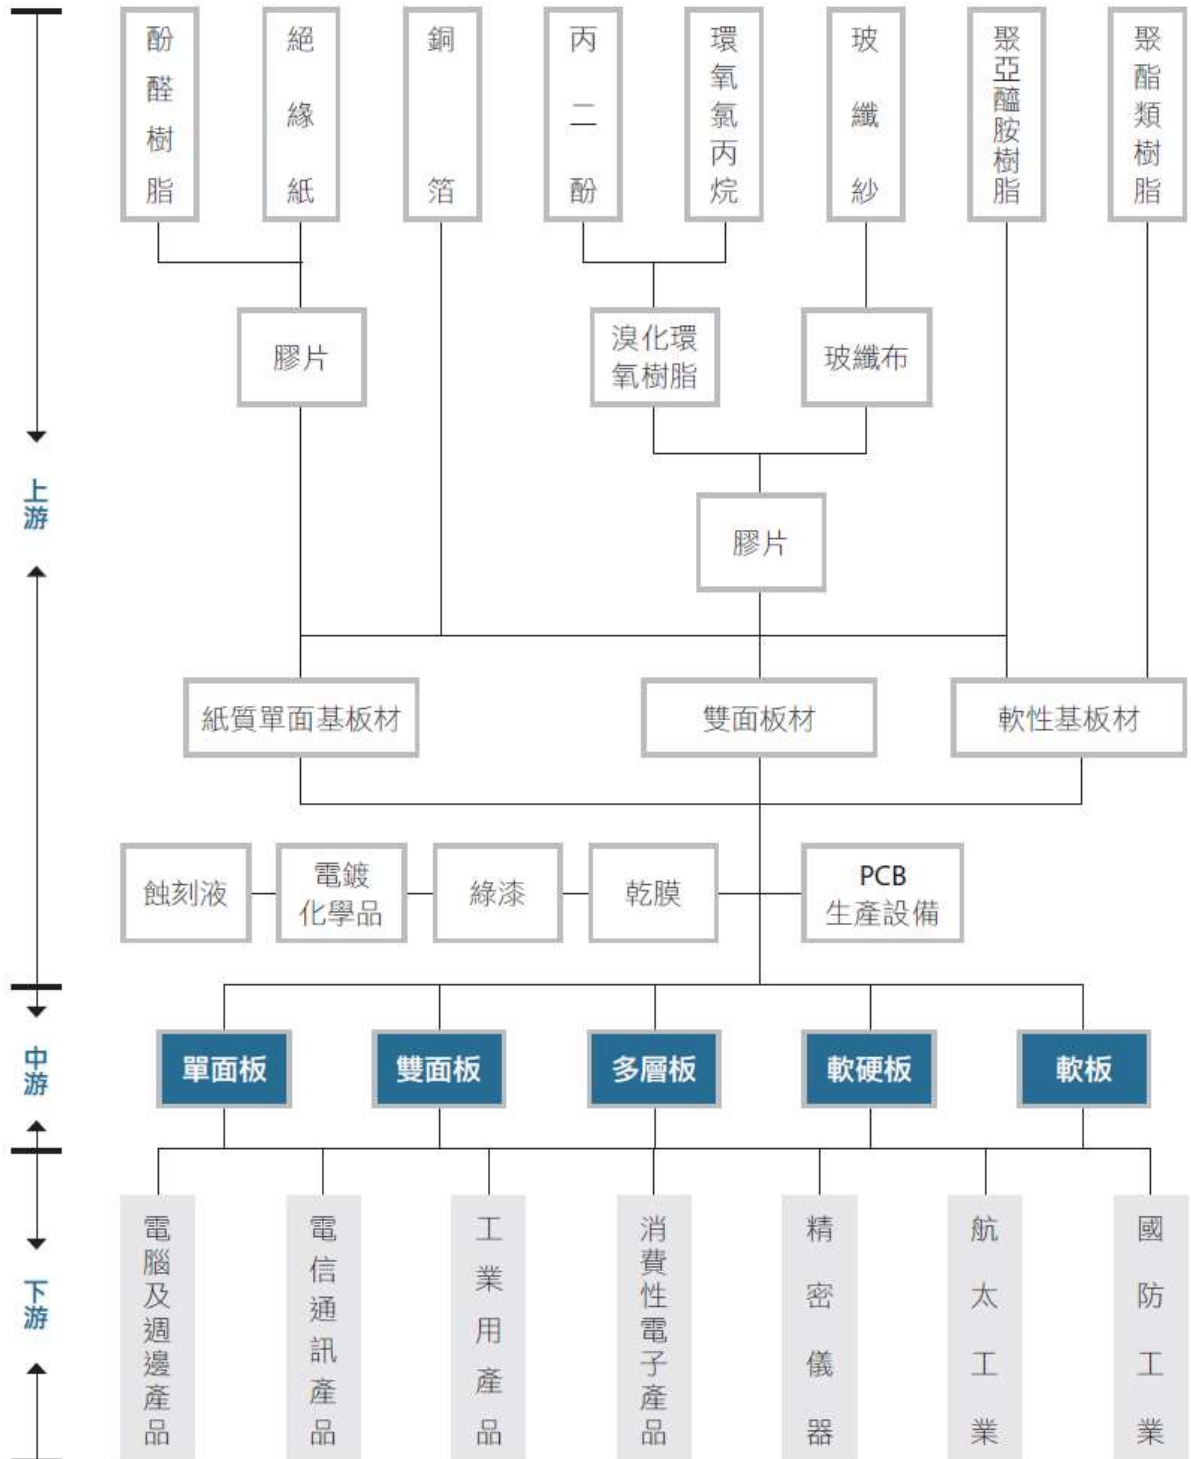 酚醛樹脂
絕緣紙
銅箔
丙二酚
環氧氯丙烷
玻纖紗
聚亞醯胺樹脂
聚酯類樹脂
膠片
溴化環
氧樹脂
玻纖布
上游
膠片
紙質單面基板材
雙面板材
軟性基板材
蝕刻液
電鍍
化學品
綠漆
乾膜
PCB
生產設備
中游
單面板
雙面板
多層板
軟硬板
軟板
下游
電腦及週邊產品
電信通訊產品
工業用產品
消費性電子產品
精密儀器
航太工業
國防工業